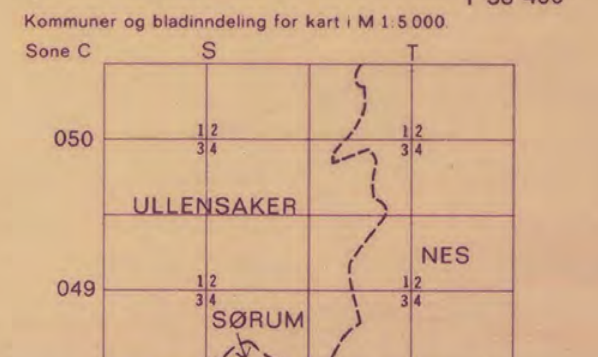 Kommuner og bladinndeling for kart i M 1:5 000.
Sone C S T
050 1 2 1 2
3 4 3 4
ULLENSAKER
NES
049 1 2 1 2
3 4 3 4
SØRUM